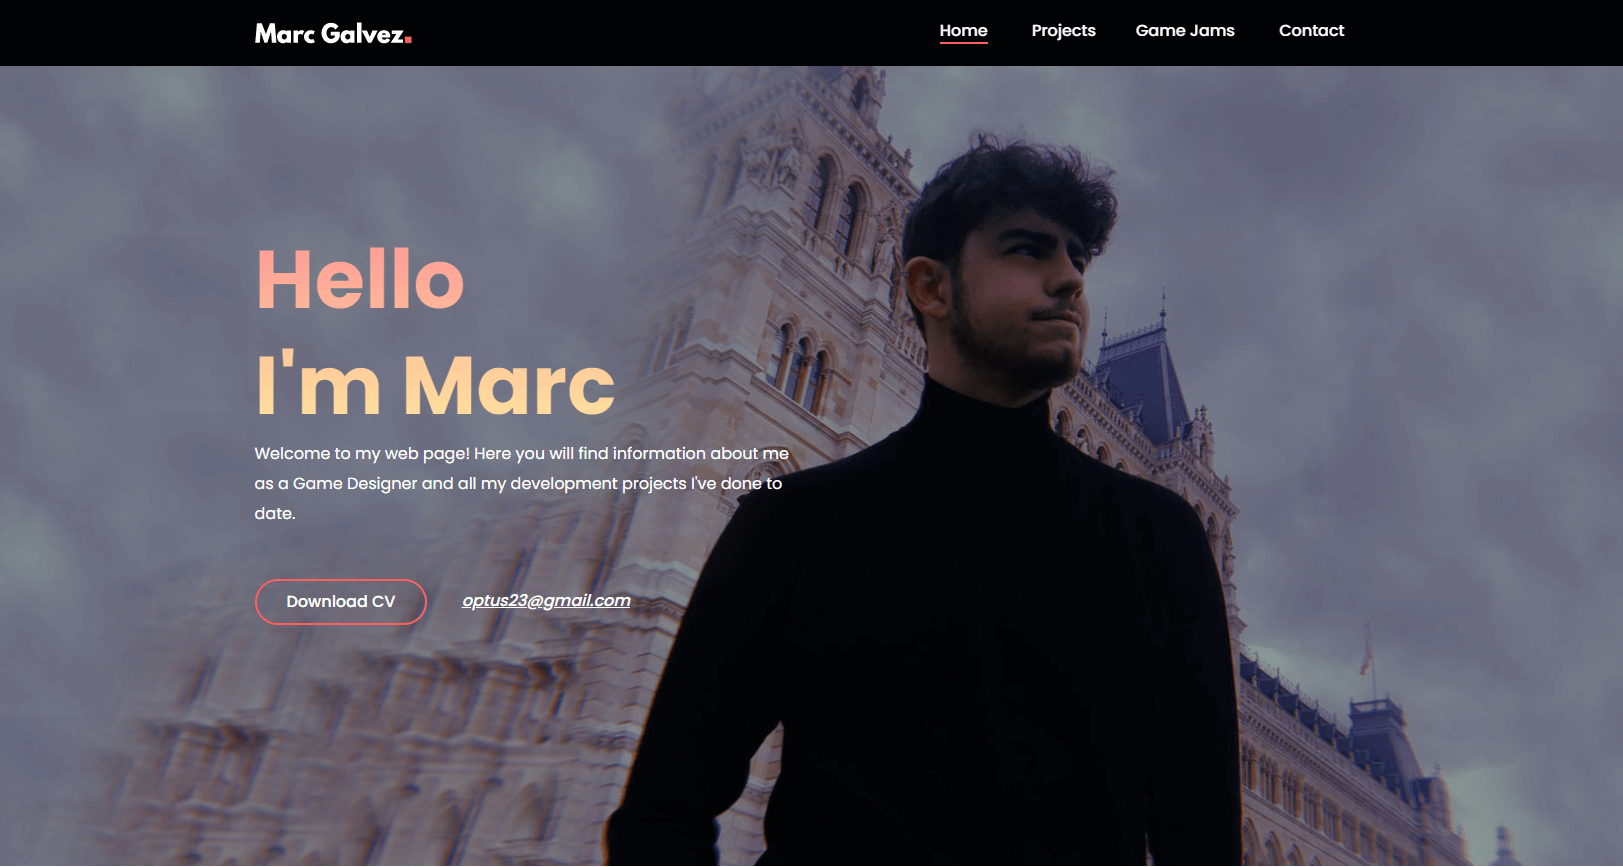 Marc Galvez.
Home Projects Game Jams Contact
Hello
I'm Marc
Welcome to my web page! Here you will find information about me
as a Game Designer and all my development projects I've done to
date.
Download CV optus23@gmail.com